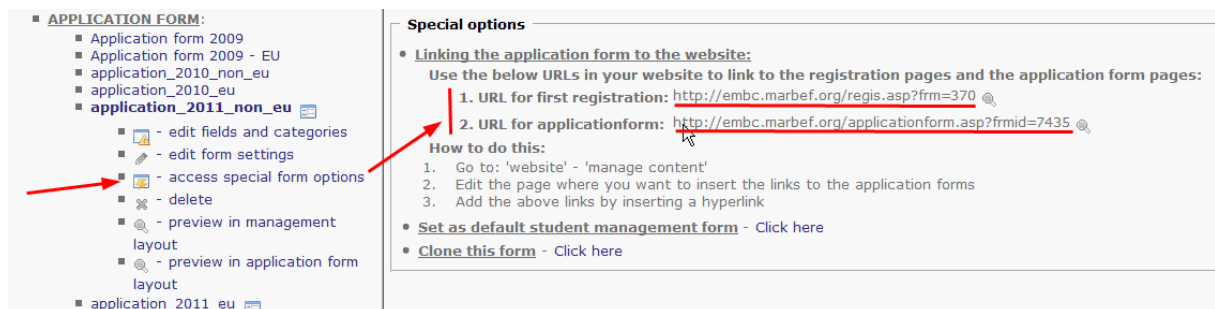 APPLICATION FORM:
Application form 2009
Application form 2009 - EU
application_2010_non_eu
application_2010_eu
application_2011_non_eu
- edit fields and categories
- edit form settings
- access special form options
- delete
- preview in management
layout
- preview in application form
layout
application_2011_eu
Special options
Linking the application form to the website:
Use the below URLs in your website to link to the registration pages and the application form pages:
1. URL for first registration: http://embc.marbef.org/regis.asp?frm=370
2. URL for applicationform: http://embc.marbef.org/applicationform.asp?frmid=7435
How to do this:
1. Go to: 'website' - 'manage content'
2. Edit the page where you want to insert the links to the application forms
3. Add the above links by inserting a hyperlink
Set as default student management form - Click here
Clone this form - Click here